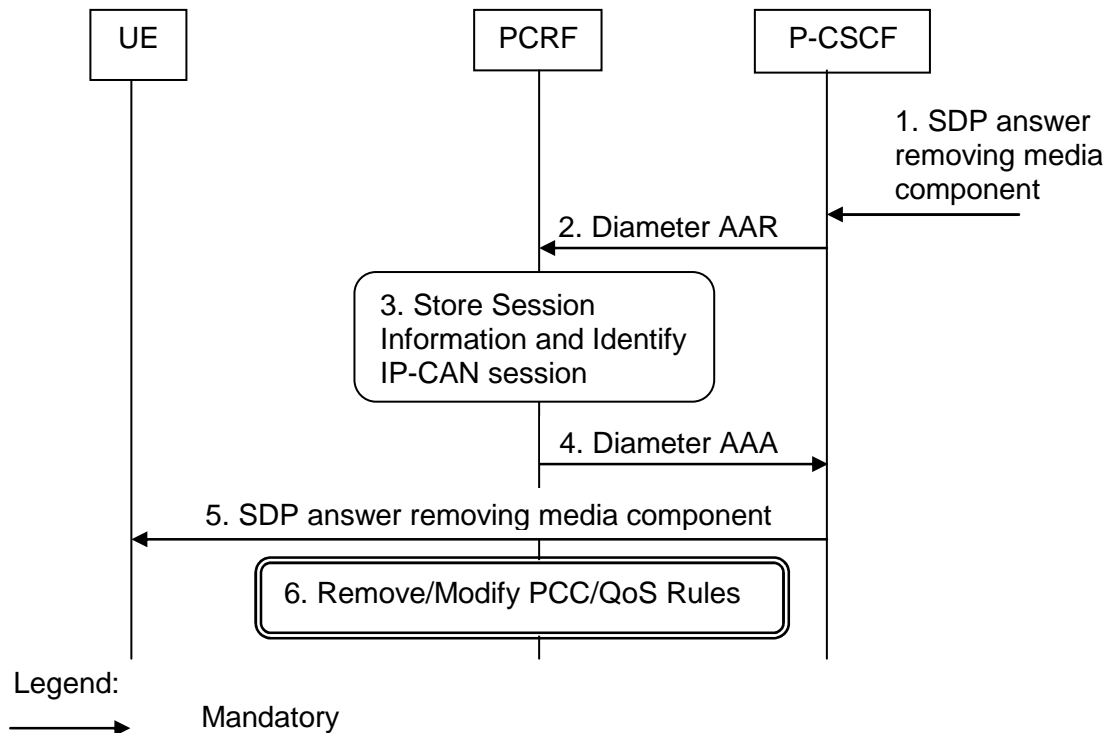 UE
PCRF
P-CSCF
1. SDP answer
removing media
component
2. Diameter AAR
3. Store Session
Information and Identify
IP-CAN session
4. Diameter AAA
5. SDP answer removing media component
6. Remove/Modify PCC/QoS Rules
Legend:
Mandatory